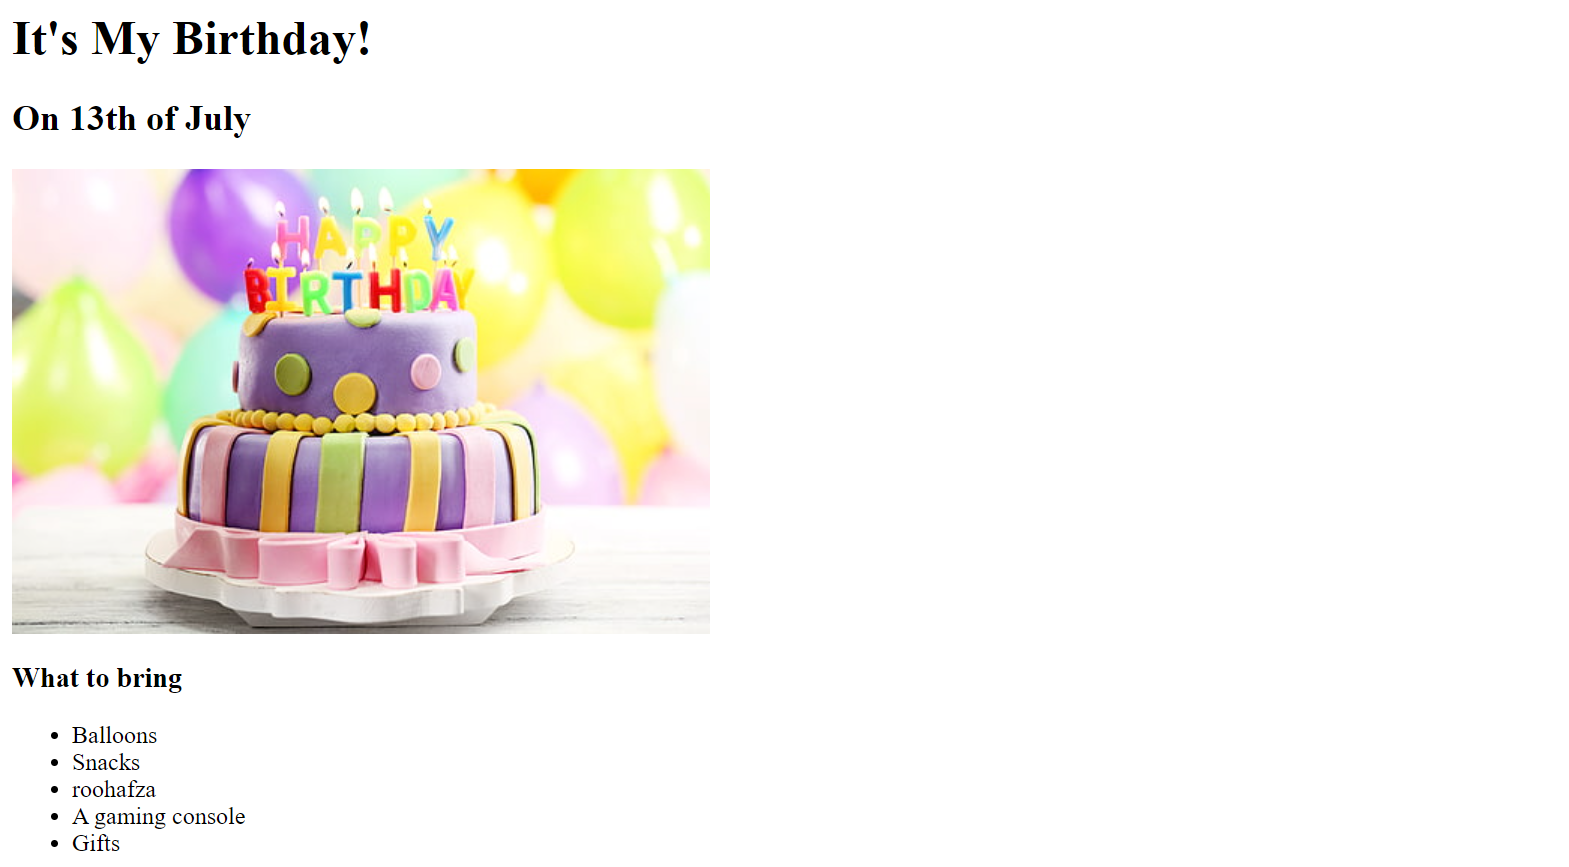 It's My Birthday!
On 13th of July
HAPPY
BIRTHDAY
What to bring
• Balloons
• Snacks
• roohafza
• A gaming console
• Gifts